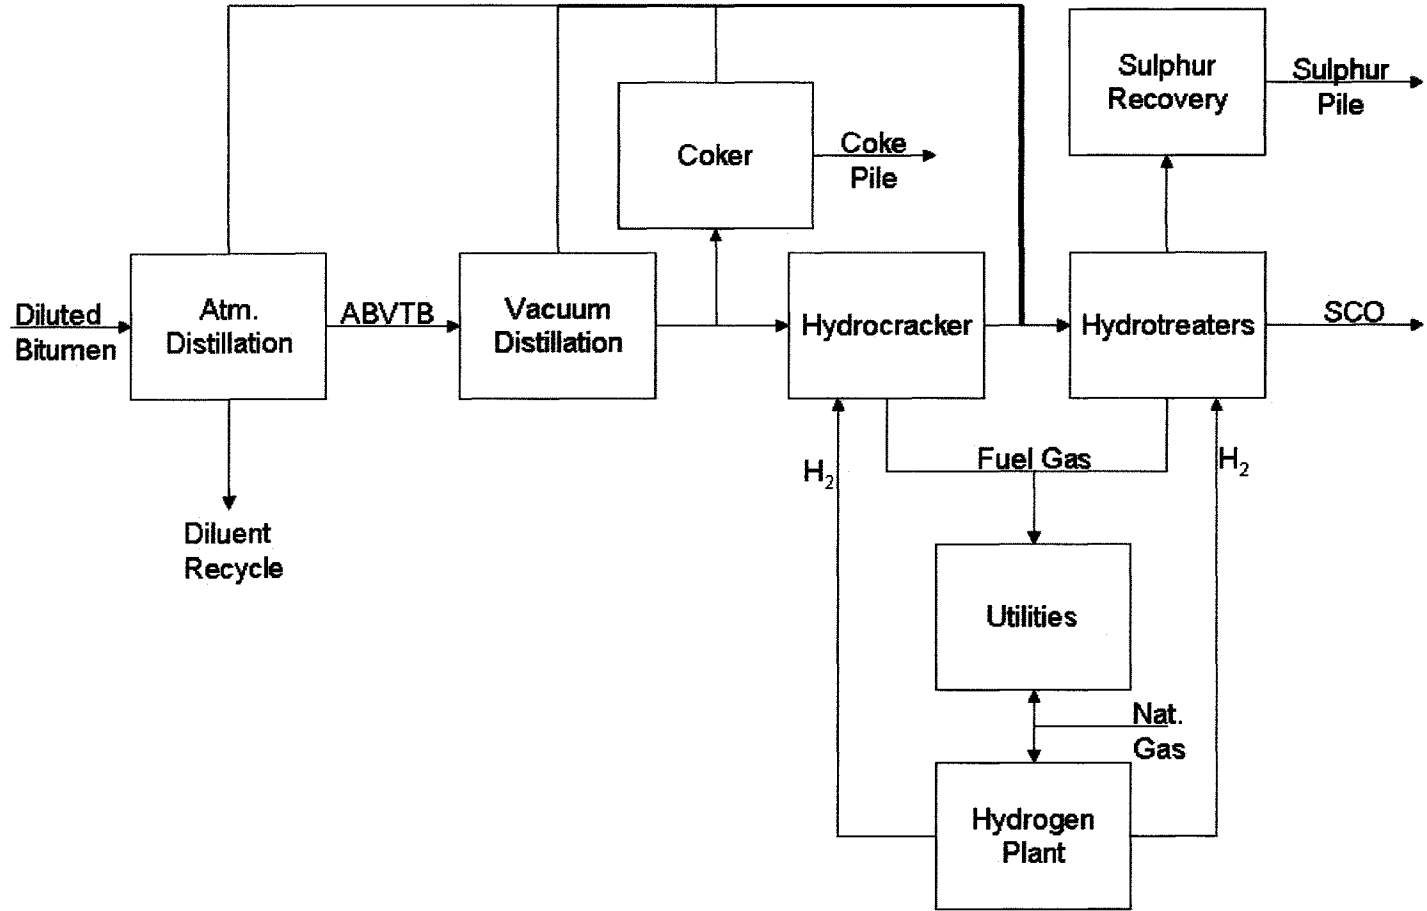 Sulphur
Recovery
Sulphur
Pile
Coker
Coke
Pile
Diluted
Bitumen
Atm.
Distillation
ABVTB
Vacuum
Distillation
Hydrocracker
Hydrotreaters
SCO
H₂
Fuel Gas
H₂
Diluent
Recycle
Utilities
Nat.
Gas
Hydrogen
Plant